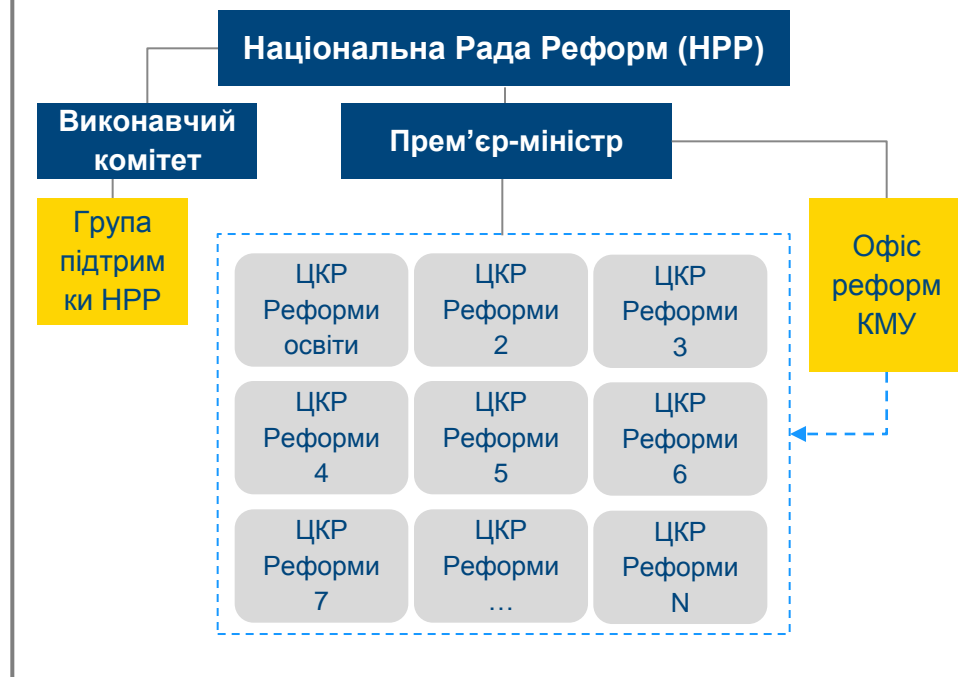 Національна Рада Реформ (НРР)
Виконавчий
комітет
Прем’єр-міністр
Група
підтрим
ки НРР
Офіс
реформ
КМУ
ЦКР
Реформи
освіти
ЦКР
Реформи
2
ЦКР
Реформи
3
ЦКР
Реформи
4
ЦКР
Реформи
5
ЦКР
Реформи
6
ЦКР
Реформи
7
ЦКР
Реформи
…
ЦКР
Реформи
N